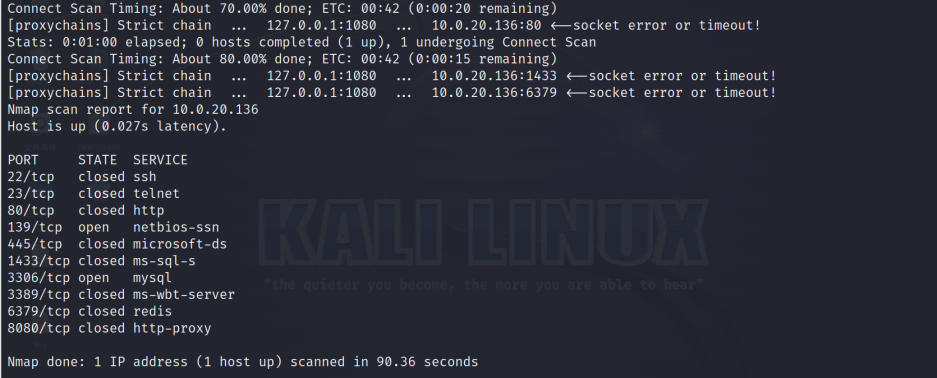 Connect Scan Timing: About 70.00% done; ETC: 00:42 (0:00:20 remaining)
[proxychains] Strict chain  ...  127.0.0.1:1080  ...  10.0.20.136:80 ←—socket error or timeout!
Stats: 0:01:00 elapsed; 0 hosts completed (1 up), 1 undergoing Connect Scan
Connect Scan Timing: About 80.00% done; ETC: 00:42 (0:00:15 remaining)
[proxychains] Strict chain  ...  127.0.0.1:1080  ...  10.0.20.136:1433 ←—socket error or timeout!
[proxychains] Strict chain  ...  127.0.0.1:1080  ...  10.0.20.136:6379 ←—socket error or timeout!
Nmap scan report for 10.0.20.136
Host is up (0.027s latency).
PORT     STATE  SERVICE
22/tcp   closed ssh
23/tcp   closed telnet
80/tcp   closed http
139/tcp  open   netbios-ssn
445/tcp  closed microsoft-ds
1433/tcp closed ms-sql-s
3306/tcp open   mysql
3389/tcp closed ms-wbt-server
6379/tcp closed redis
8080/tcp closed http-proxy
Nmap done: 1 IP address (1 host up) scanned in 90.36 seconds
KALI LINUX
"the quieter you become, the more you are able to hear"